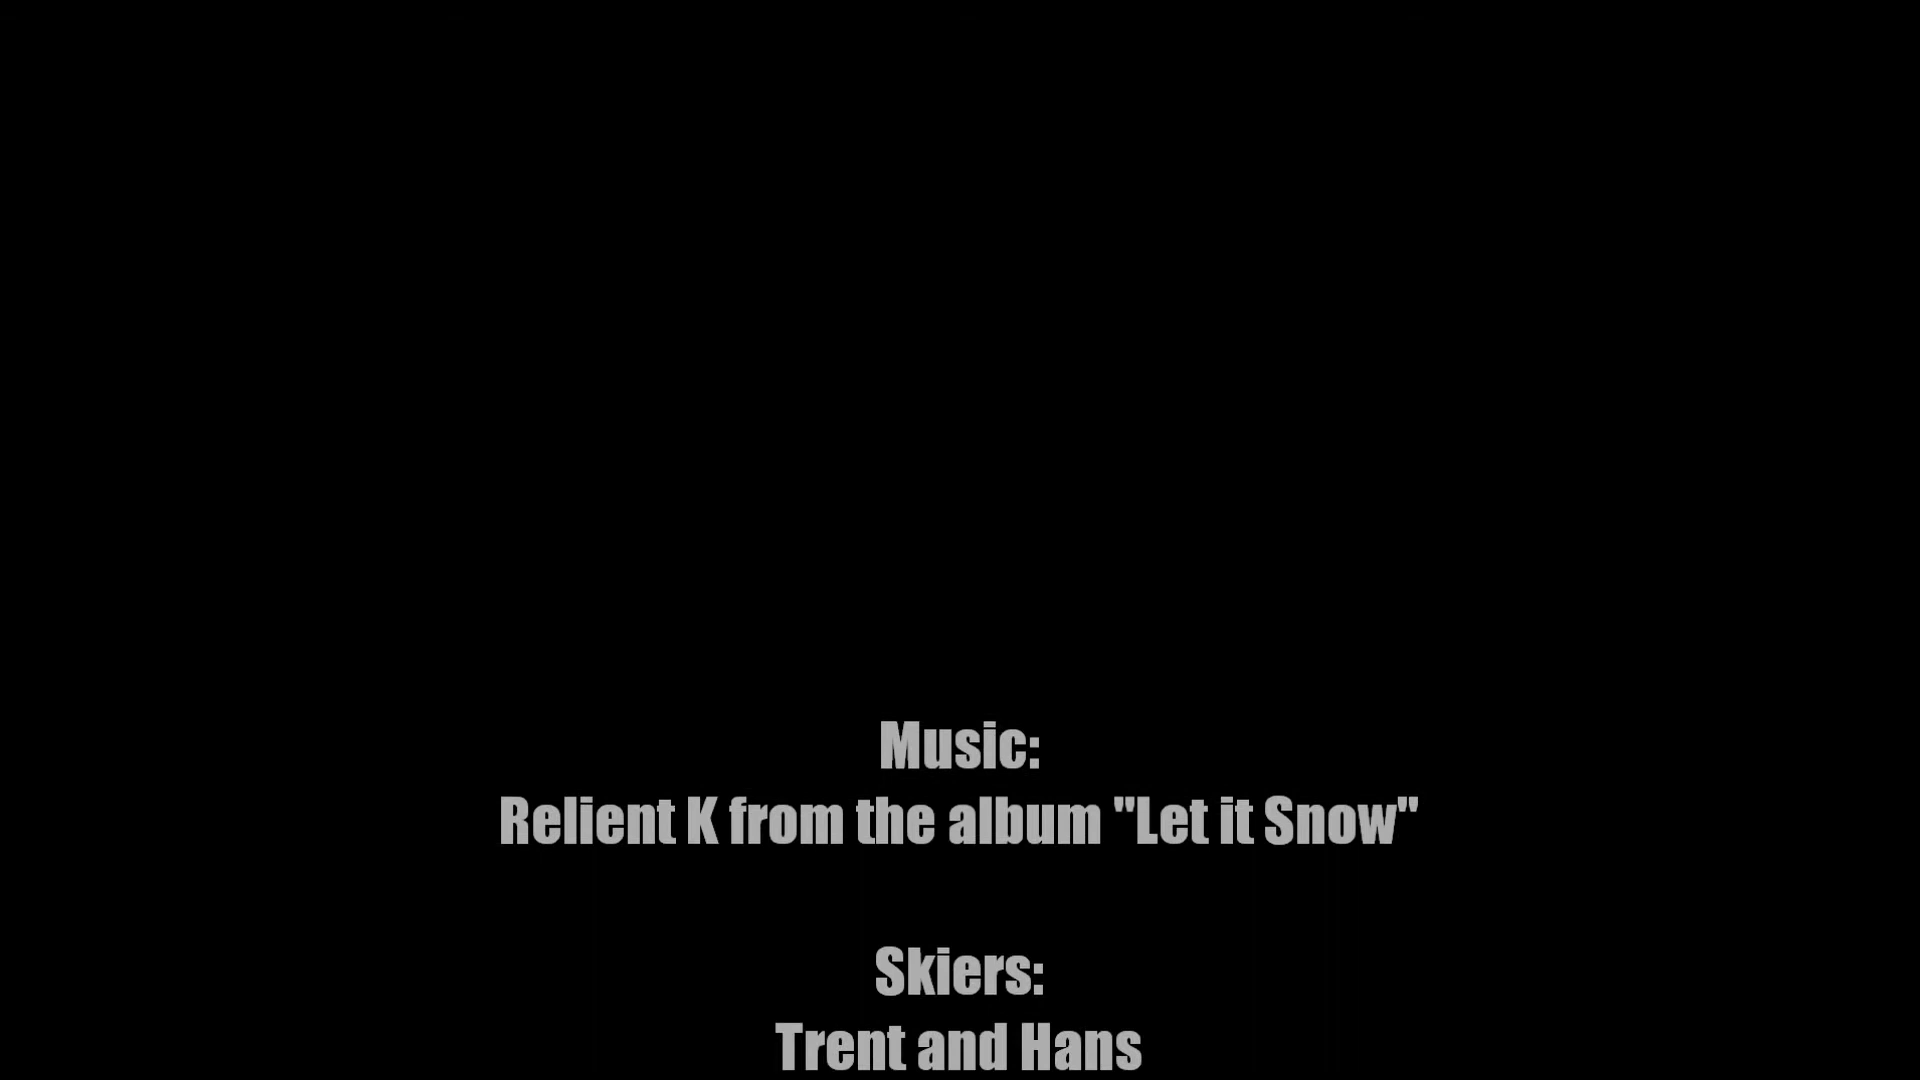 Music:
Relient K from the album "Let it Snow"
Skiers:
Trent and Hans